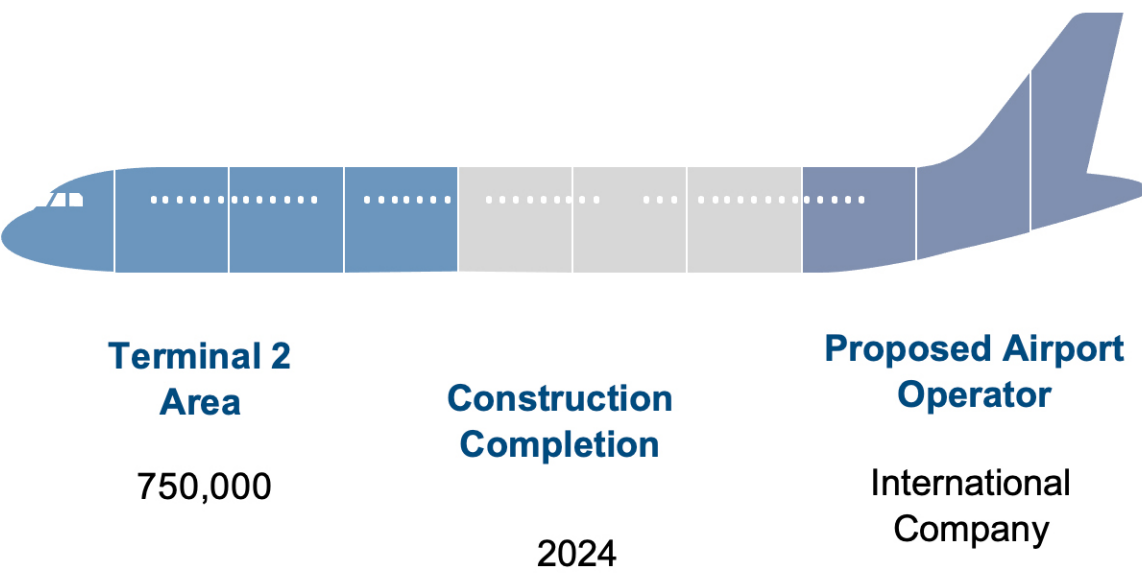 Terminal 2
Area
750,000
Construction
Completion
2024
Proposed Airport
Operator
International
Company